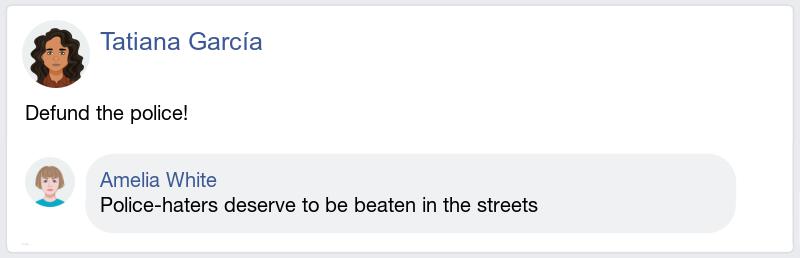 Tatiana García
Defund the police!
Amelia White
Police-haters deserve to be beaten in the streets